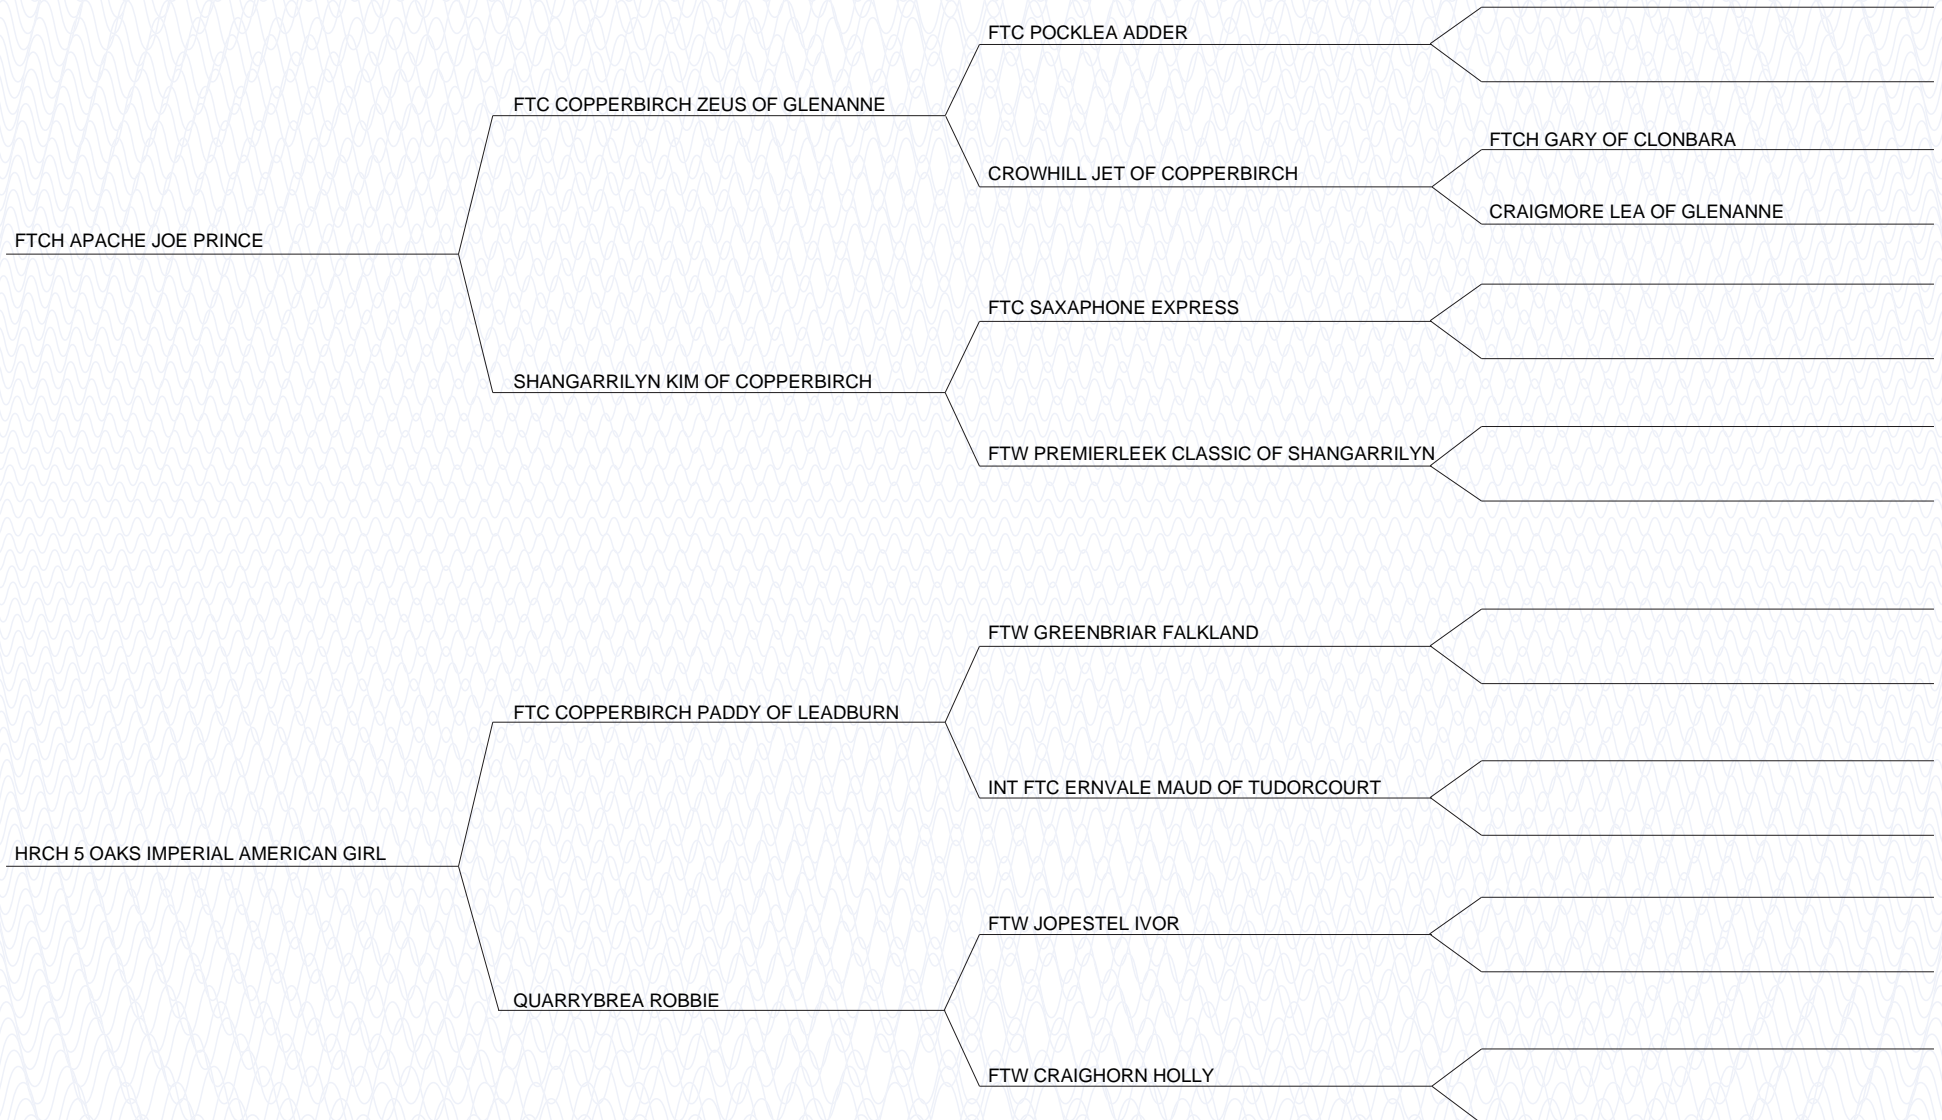 FTC POCKLEA ADDER
FTC COPPERBIRCH ZEUS OF GLENANNE
FTCH GARY OF CLONBARA
CROWHILL JET OF COPPERBIRCH
CRAIGMORE LEA OF GLENANNE
FTCH APACHE JOE PRINCE
FTC SAXAPHONE EXPRESS
SHANGARRILYN KIM OF COPPERBIRCH
FTW PREMIERLEEK CLASSIC OF SHANGARRILYN
FTW GREENBRIAR FALKLAND
FTC COPPERBIRCH PADDY OF LEADBURN
INT FTC ERNVALE MAUD OF TUDORCOURT
HRCH 5 OAKS IMPERIAL AMERICAN GIRL
FTW JOPESTEL IVOR
QUARRYBREA ROBBIE
FTW CRAIGHORN HOLLY